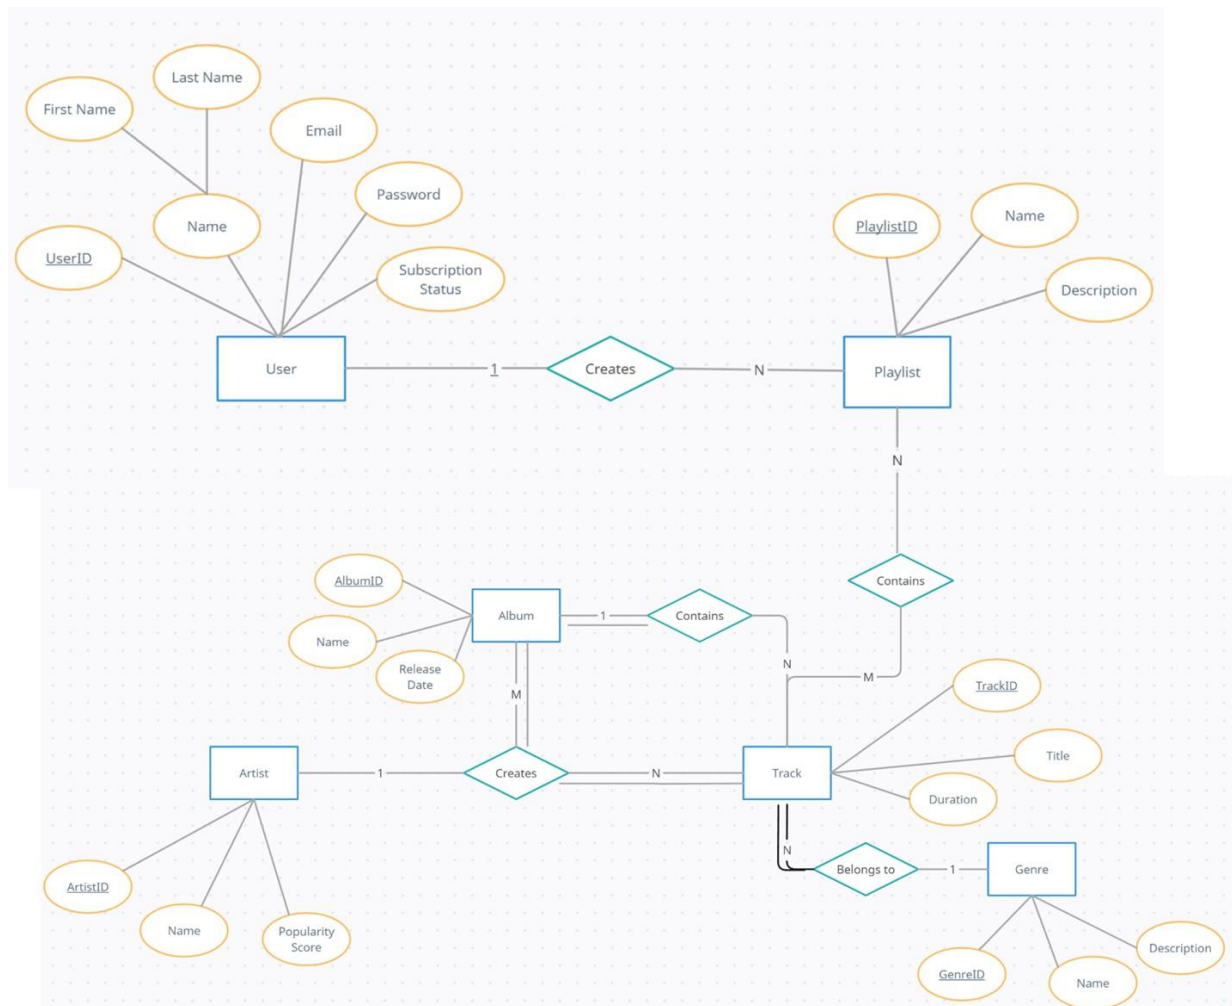 Last Name
First Name
Email
Password
Name
UserID
Subscription
Status
PlaylistID
Name
Description
User
1
Creates
N
Playlist
N
AlbumID
Name
Release
Date
Album
1
Contains
N
Contains
M
M
TrackID
Title
Duration
Artist
1
Creates
N
Track
N
Belongs to
1
Genre
ArtistID
Name
Popularity
Score
GenreID
Name
Description